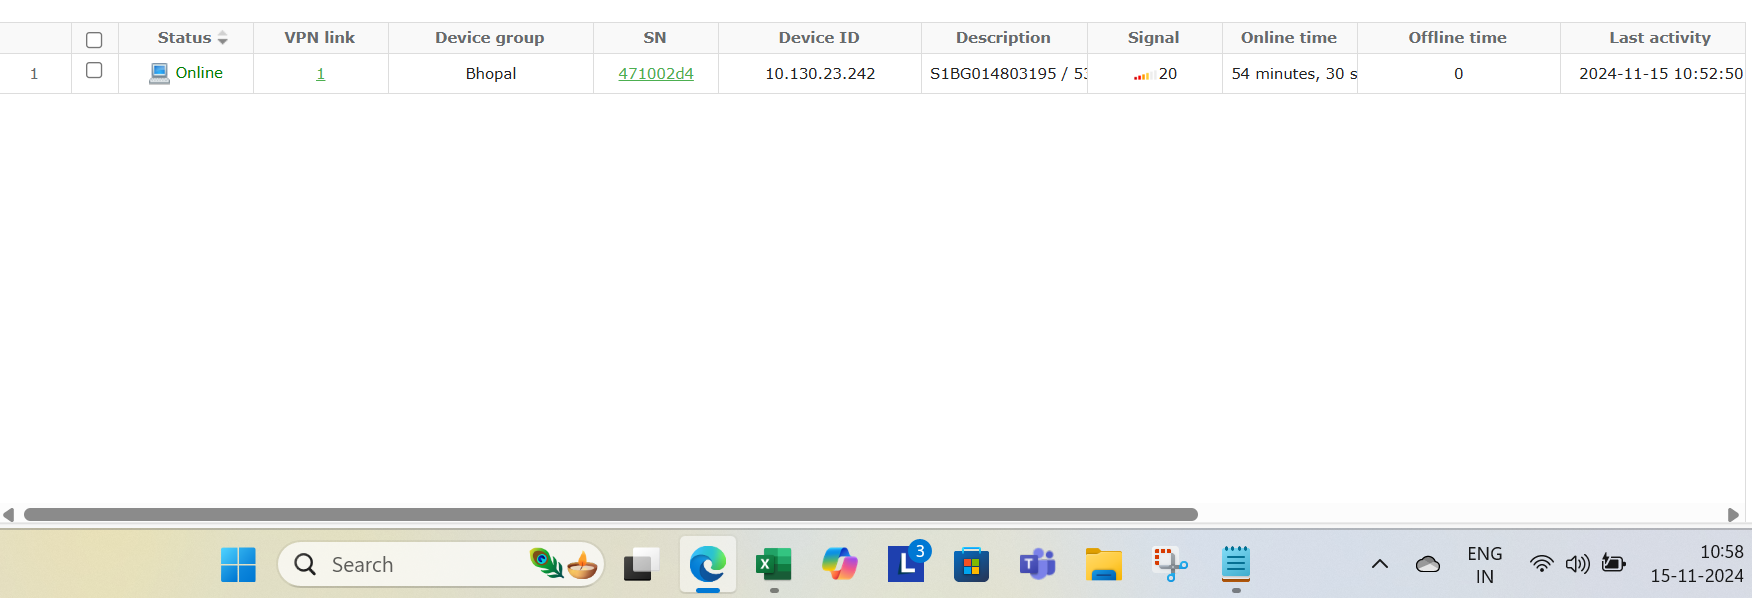 Status VPN link Device group SN Device ID Description Signal Online time Offline time Last activity
1 Online 1 Bhopal 471002d4 10.130.23.242 S1BG014803195 / 53 20 54 minutes, 30 s 0 2024-11-15 10:52:50
Search
3
L
X
T
ENG
IN
10:58
15-11-2024